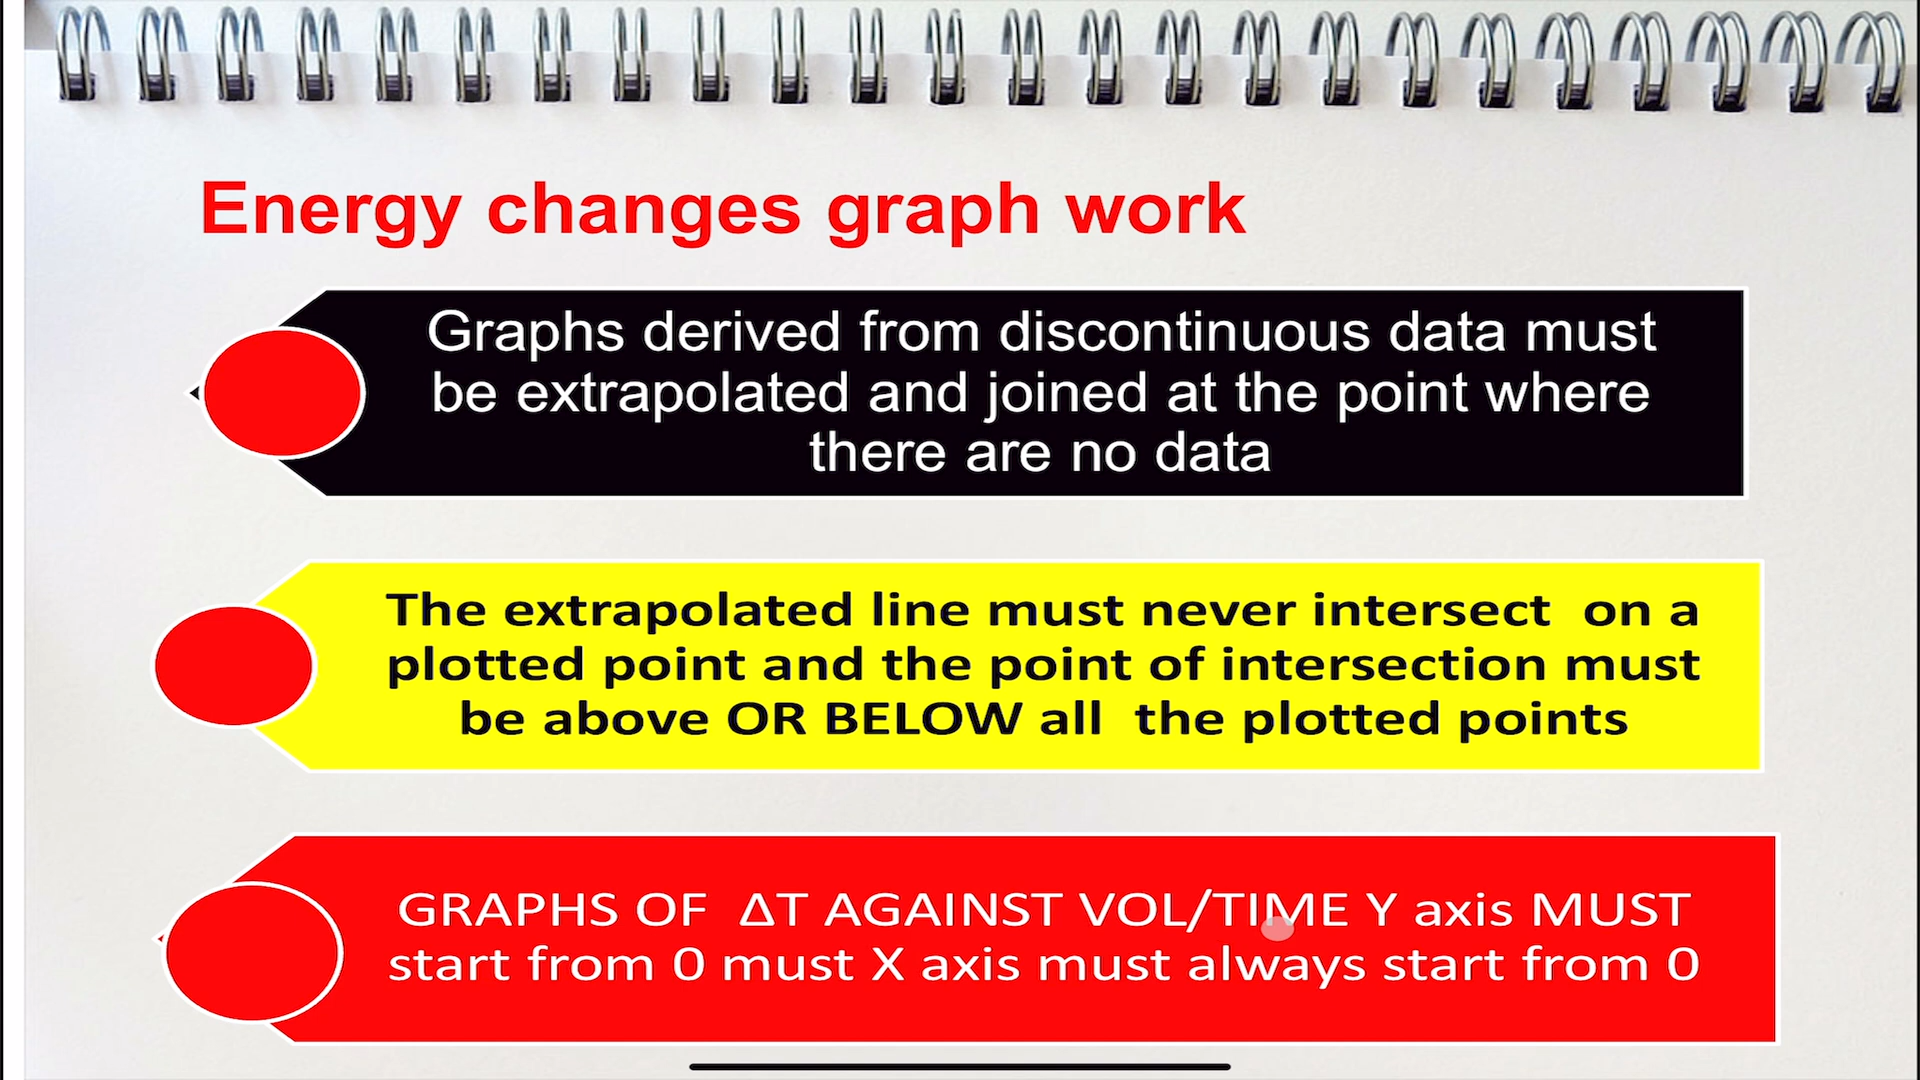 Energy changes graph work
Graphs derived from discontinuous data must
be extrapolated and joined at the point where
there are no data
The extrapolated line must never intersect on a
plotted point and the point of intersection must
be above OR BELOW all the plotted points
GRAPHS OF ΔT AGAINST VOL/TIME Y axis MUST
start from 0 must X axis must always start from 0